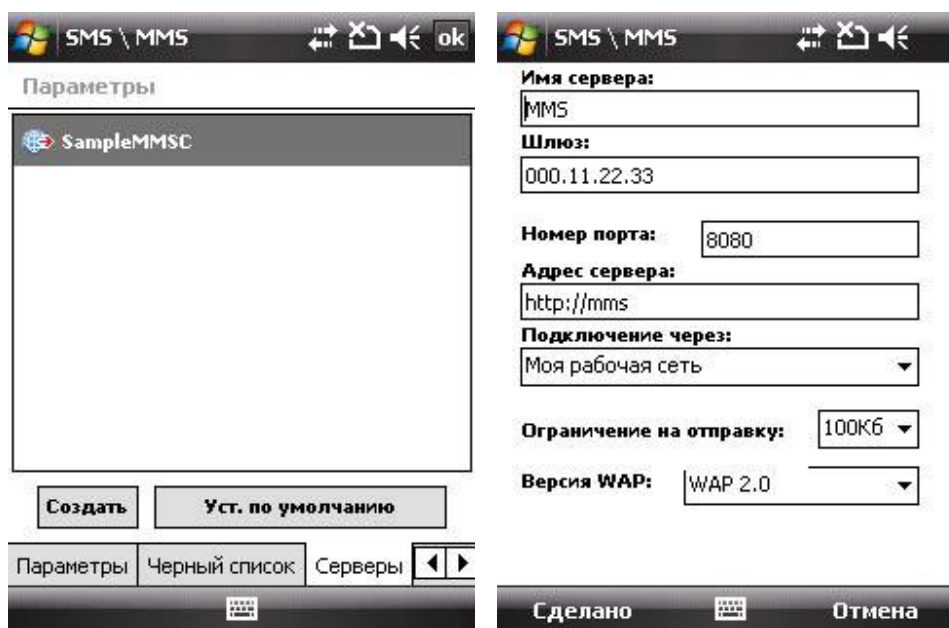 SMS \ MMS
ok
Параметры
SampleMMSC
Создать
Уст. по умолчанию
Параметры
Черный список
Серверы
SMS \ MMS
Имя сервера:
MMS
Шлюз:
000.11.22.33
Номер порта:
8080
Адрес сервера:
http://mms
Подключение через:
Моя рабочая сеть
Ограничение на отправку:
100Кб
Версия WAP:
WAP 2.0
Сделано
Отмена